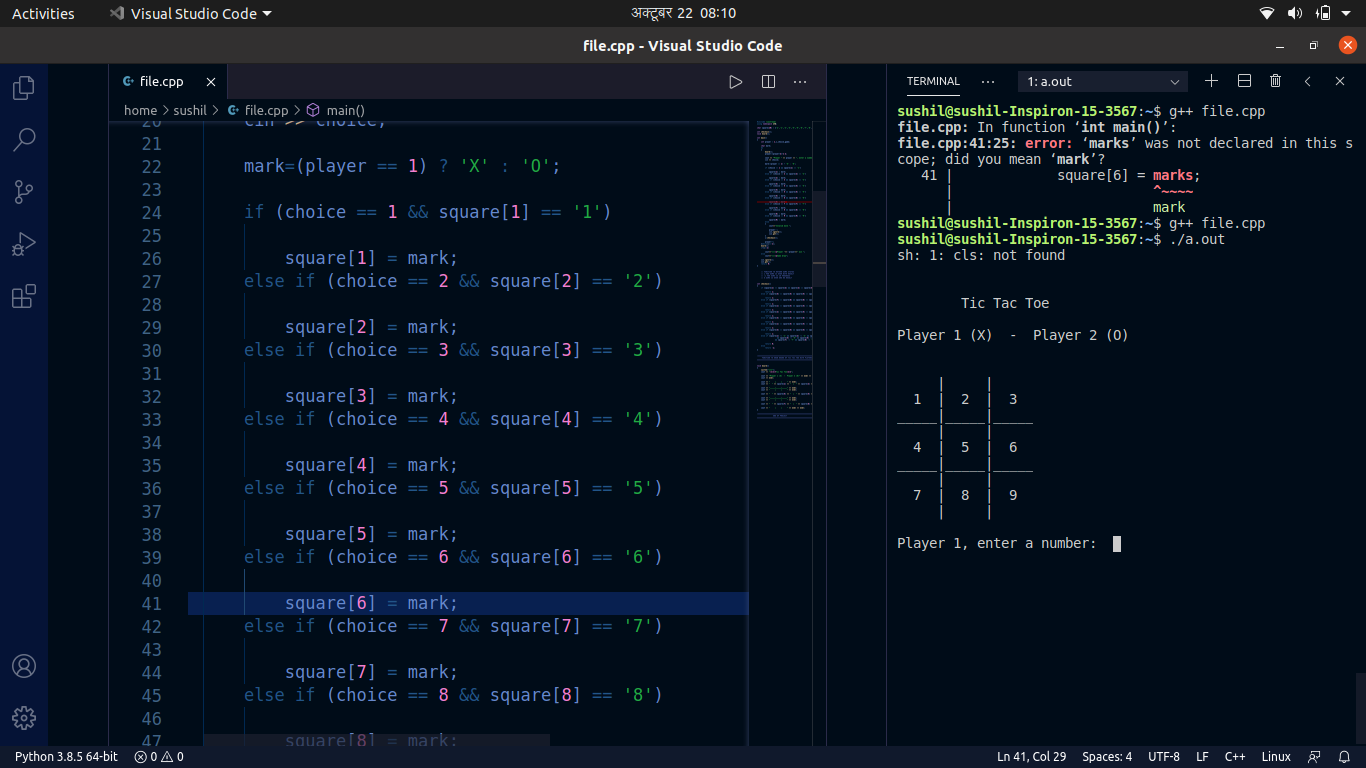 Activities
Visual Studio Code
अक्टूबर 22 08:10
file.cpp - Visual Studio Code
file.cpp
home > sushil > file.cpp > main()
20 cin >> choice;
21
22 mark=(player == 1) ? 'X' : 'O';
23
24 if (choice == 1 && square[1] == '1')
25
26 square[1] = mark;
27 else if (choice == 2 && square[2] == '2')
28
29 square[2] = mark;
30 else if (choice == 3 && square[3] == '3')
31
32 square[3] = mark;
33 else if (choice == 4 && square[4] == '4')
34
35 square[4] = mark;
36 else if (choice == 5 && square[5] == '5')
37
38 square[5] = mark;
39 else if (choice == 6 && square[6] == '6')
40
41 square[6] = mark;
42 else if (choice == 7 && square[7] == '7')
43
44 square[7] = mark;
45 else if (choice == 8 && square[8] == '8')
46
47 square[8] = mark;
TERMINAL
1: a.out
sushil@sushil-Inspiron-15-3567:~$ g++ file.cpp
file.cpp: In function ‘int main()’:
file.cpp:41:25: error: ‘marks’ was not declared in this s
cope; did you mean ‘mark’?
41 | square[6] = marks;
| ^~~~~
| mark
sushil@sushil-Inspiron-15-3567:~$ g++ file.cpp
sushil@sushil-Inspiron-15-3567:~$ ./a.out
sh: 1: cls: not found
Tic Tac Toe
Player 1 (X) - Player 2 (O)
| |
1 | 2 | 3
_____|_____|_____
| |
4 | 5 | 6
_____|_____|_____
| |
7 | 8 | 9
| |
Player 1, enter a number:
Python 3.8.5 64-bit
0 0
Ln 41, Col 29
Spaces: 4
UTF-8
LF
C++
Linux